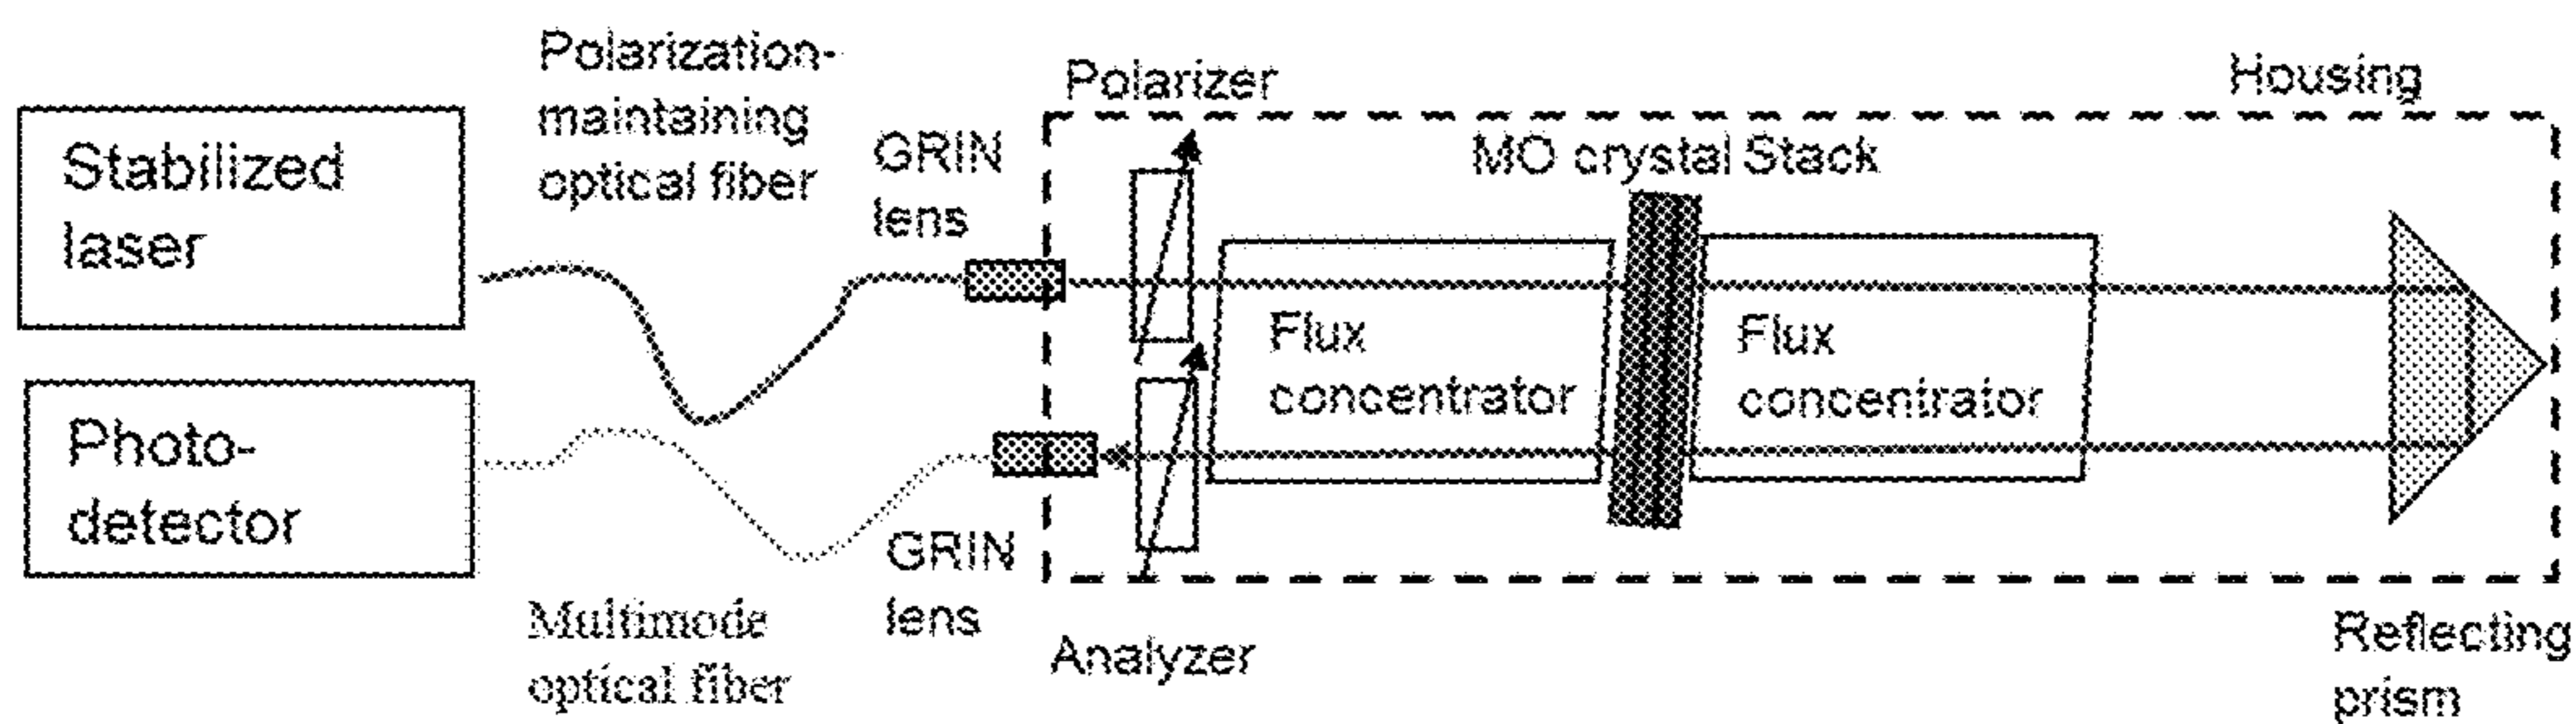 Stabilized
laser
Polarization-
maintaining
optical fiber
GRIN
lens
Polarizer
Housing
MO crystal Stack
Flux
concentrator
Flux
concentrator
Photo-
detector
Multimode
optical fiber
GRIN
lens
Analyzer
Reflecting
prism